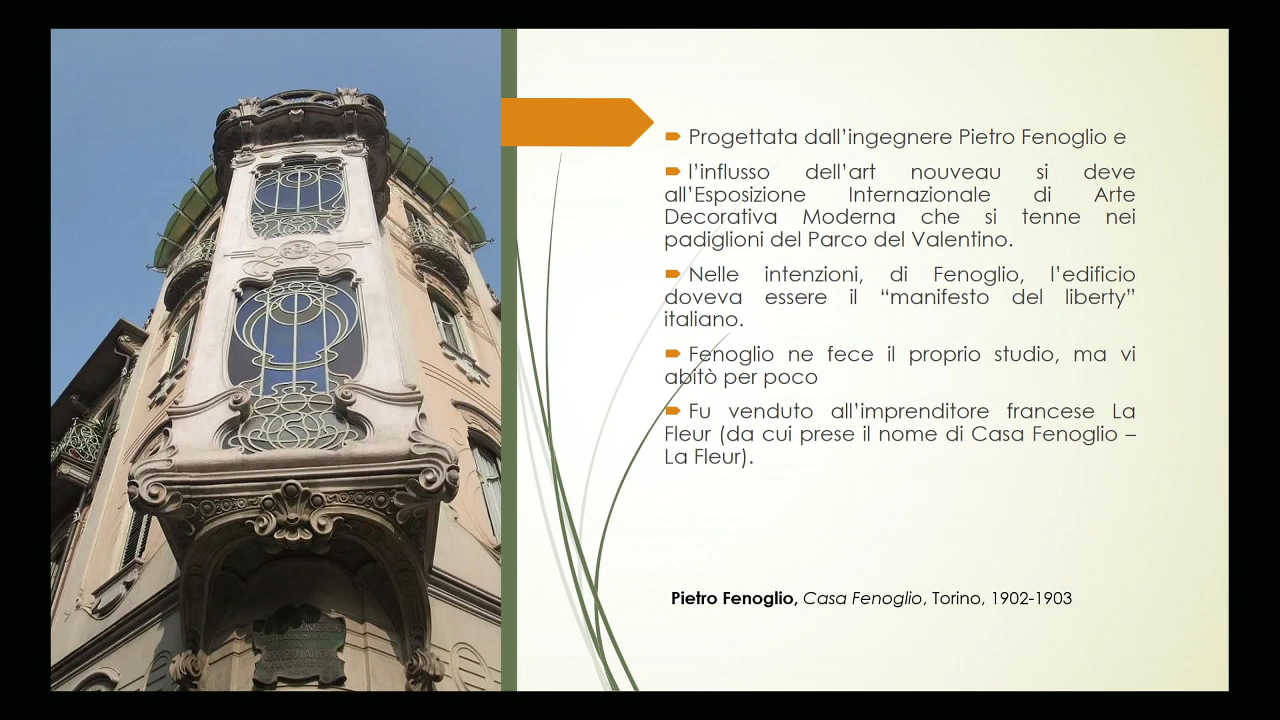 Progettata dall’ingegnere Pietro Fenoglio e
l’influsso dell’art nouveau si deve
all’Esposizione Internazionale di Arte
Decorativa Moderna che si tenne nei
padiglioni del Parco del Valentino.
Nelle intenzioni, di Fenoglio, l’edificio
doveva essere il “manifesto del liberty”
italiano.
Fenoglio ne fece il proprio studio, ma vi
abitò per poco
Fu venduto all’imprenditore francese La
Fleur (da cui prese il nome di Casa Fenoglio –
La Fleur).
Pietro Fenoglio, Casa Fenoglio, Torino, 1902-1903